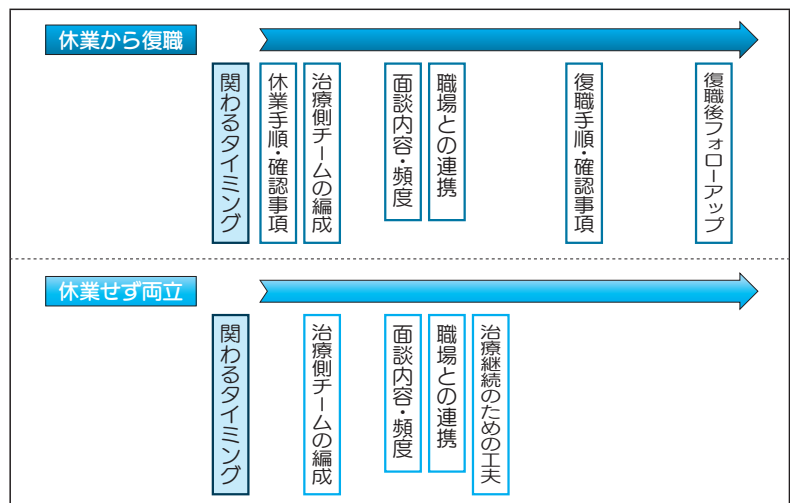 休業から復職
関わるタイミング
休業手順・確認事項
治療側チームの編成
面談内容・頻度
職場との連携
復職手順・確認事項
復職後フォローアップ
休業せず両立
関わるタイミング
治療側チームの編成
面談内容・頻度
職場との連携
治療継続のための工夫